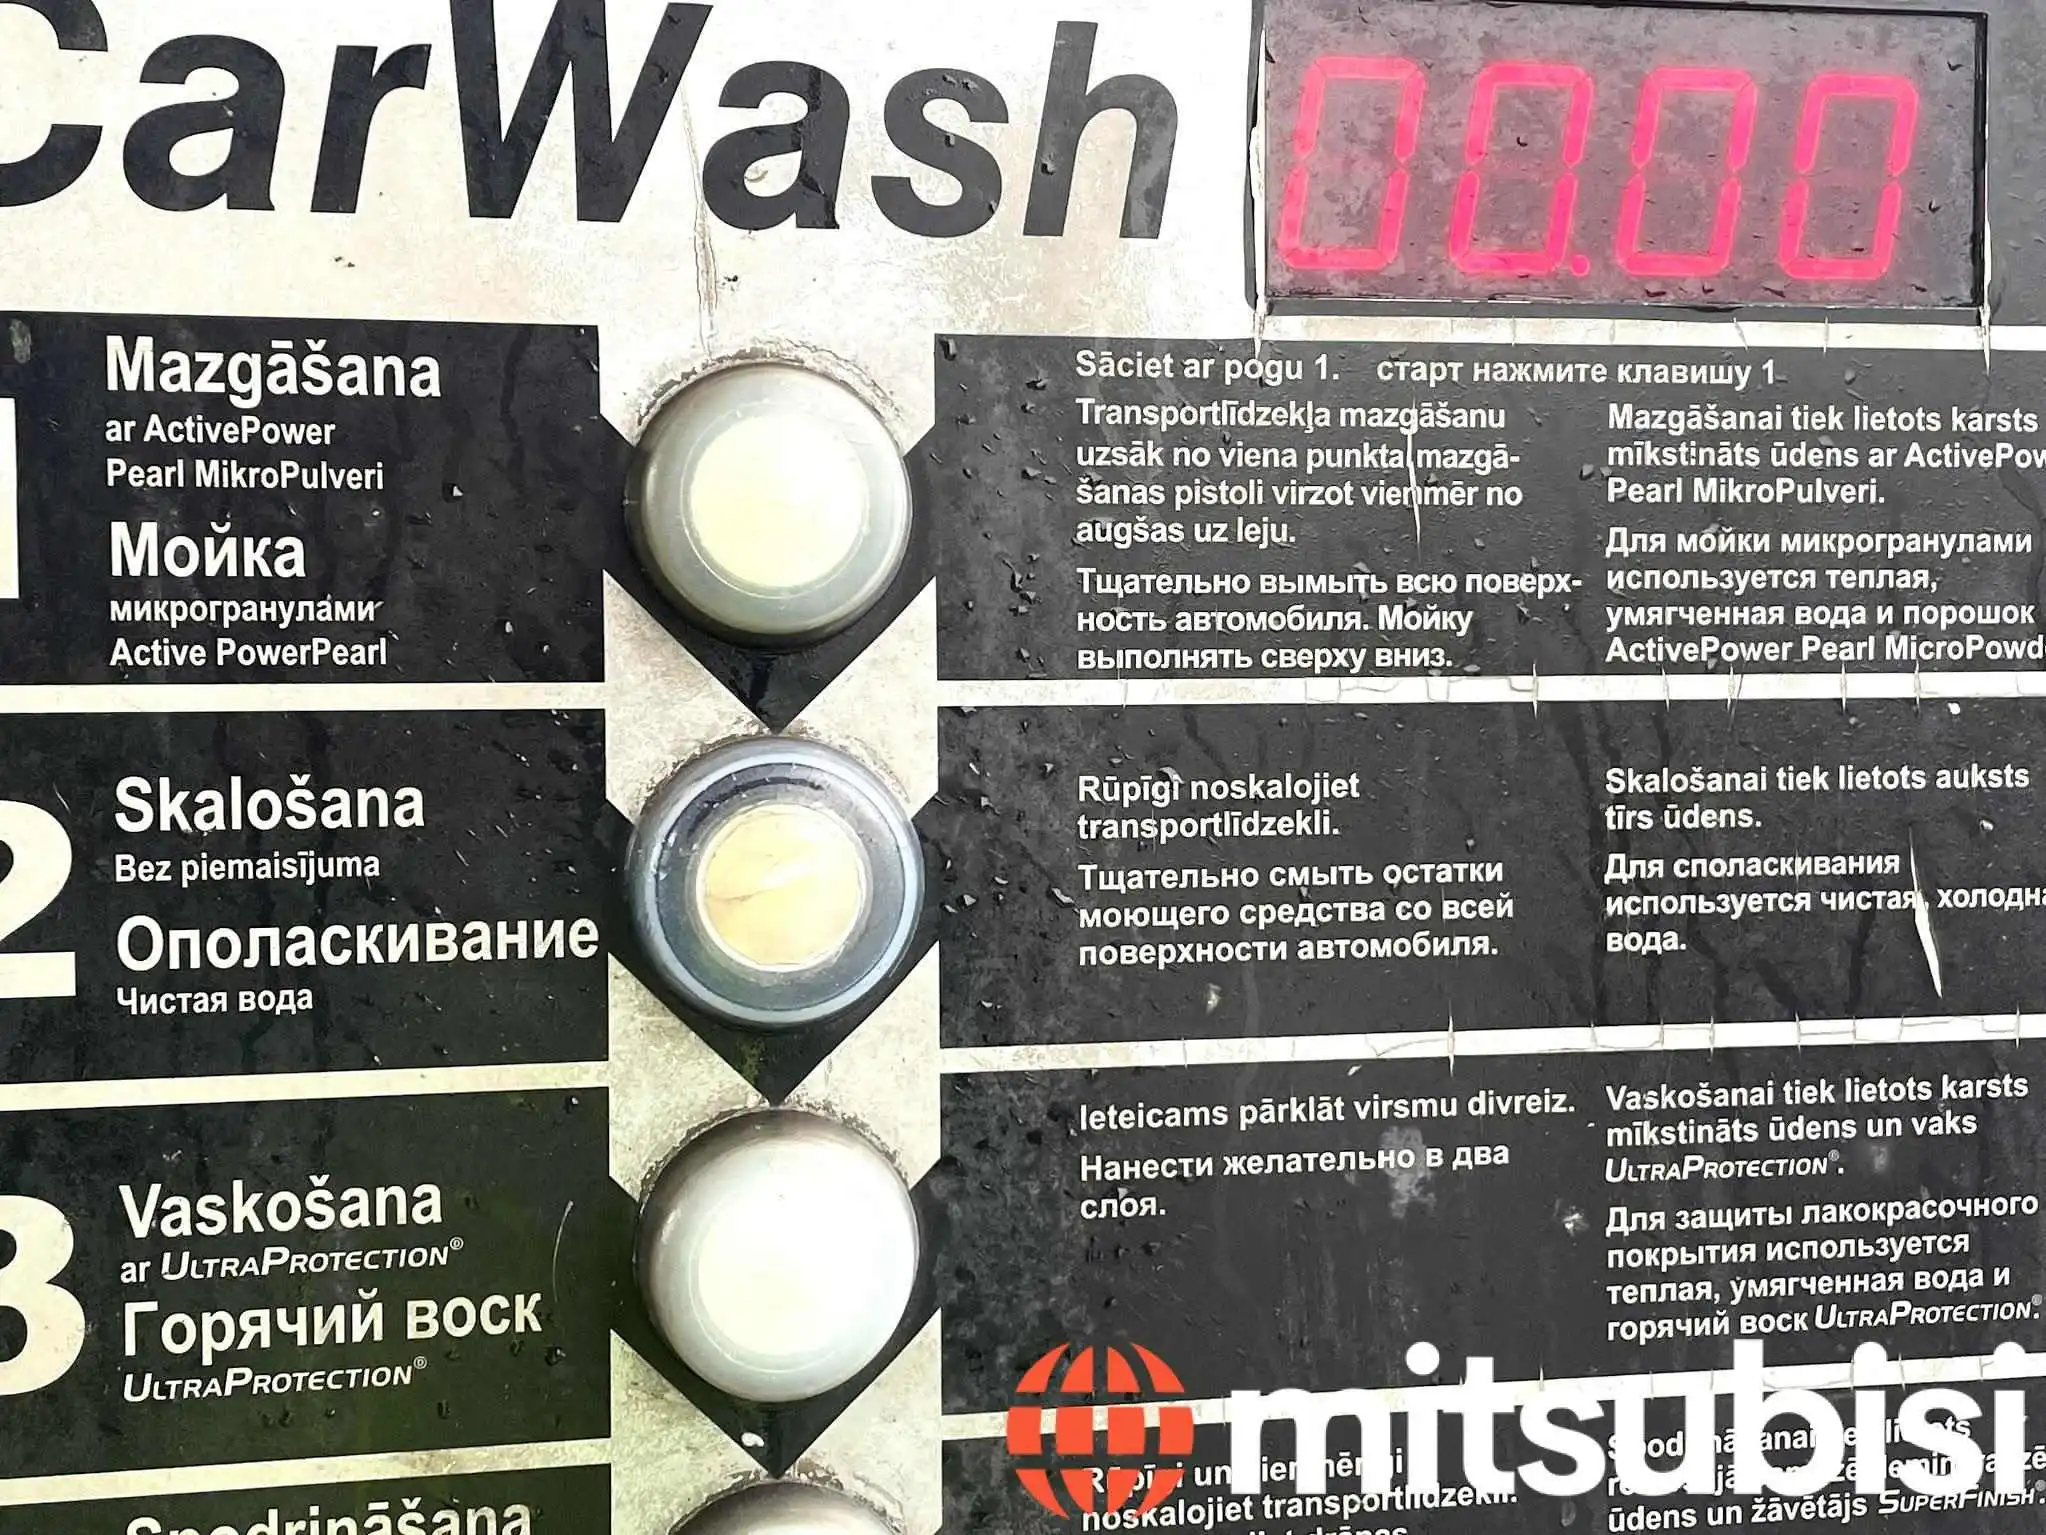 CarWash
00.00
1
Mazgāšana
ar ActivePower
Pearl MikroPulveri
Мойка
микрогранулами
Active PowerPearl
Sāciet ar pogu 1. старт нажмите клавишу 1
Transportlīdzekļa mazgāšanu
uzsāk no viena punkta mazgā-
šanas pistoli virzot vienmēr no
augšas uz leju.
Тщательно вымыть всю поверх-
ность автомобиля. Мойку
выполнять сверху вниз.
Mazgāšanai tiek lietots karsts
mīkstināts ūdens ar ActivePow
Pearl MikroPulveri.
Для мойки микрогранулами
используется теплая,
умягченная вода и порошок
ActivePower Pearl MicroPowd
2
Skalošana
Bez piemaisījuma
Ополаскивание
Чистая вода
Rūpīgi noskalojiet
transportlīdzekli.
Тщательно смыть остатки
моющего средства со всей
поверхности автомобиля.
Skalošanai tiek lietots auksts
tīrs ūdens.
Для споласкивания
используется чистая, холодна
вода.
3
Vaskošana
ar ULTRAPROTECTION®
Горячий воск
ULTRAPROTECTION®
Ieteicams pārklāt virsmu divreiz.
Нанести желательно в два
слоя.
Vaskošanai tiek lietots karsts
mīkstināts ūdens un vaks
ULTRAPROTECTION®.
Для защиты лакокрасочного
покрытия используется
теплая, умягченная вода и
горячий воск ULTRAPROTECTION®.
mitsubisi
Spodrināšana
noskalojiet transportlīdzekli.
ūdens un žāvētājs SUPERFINISH®.